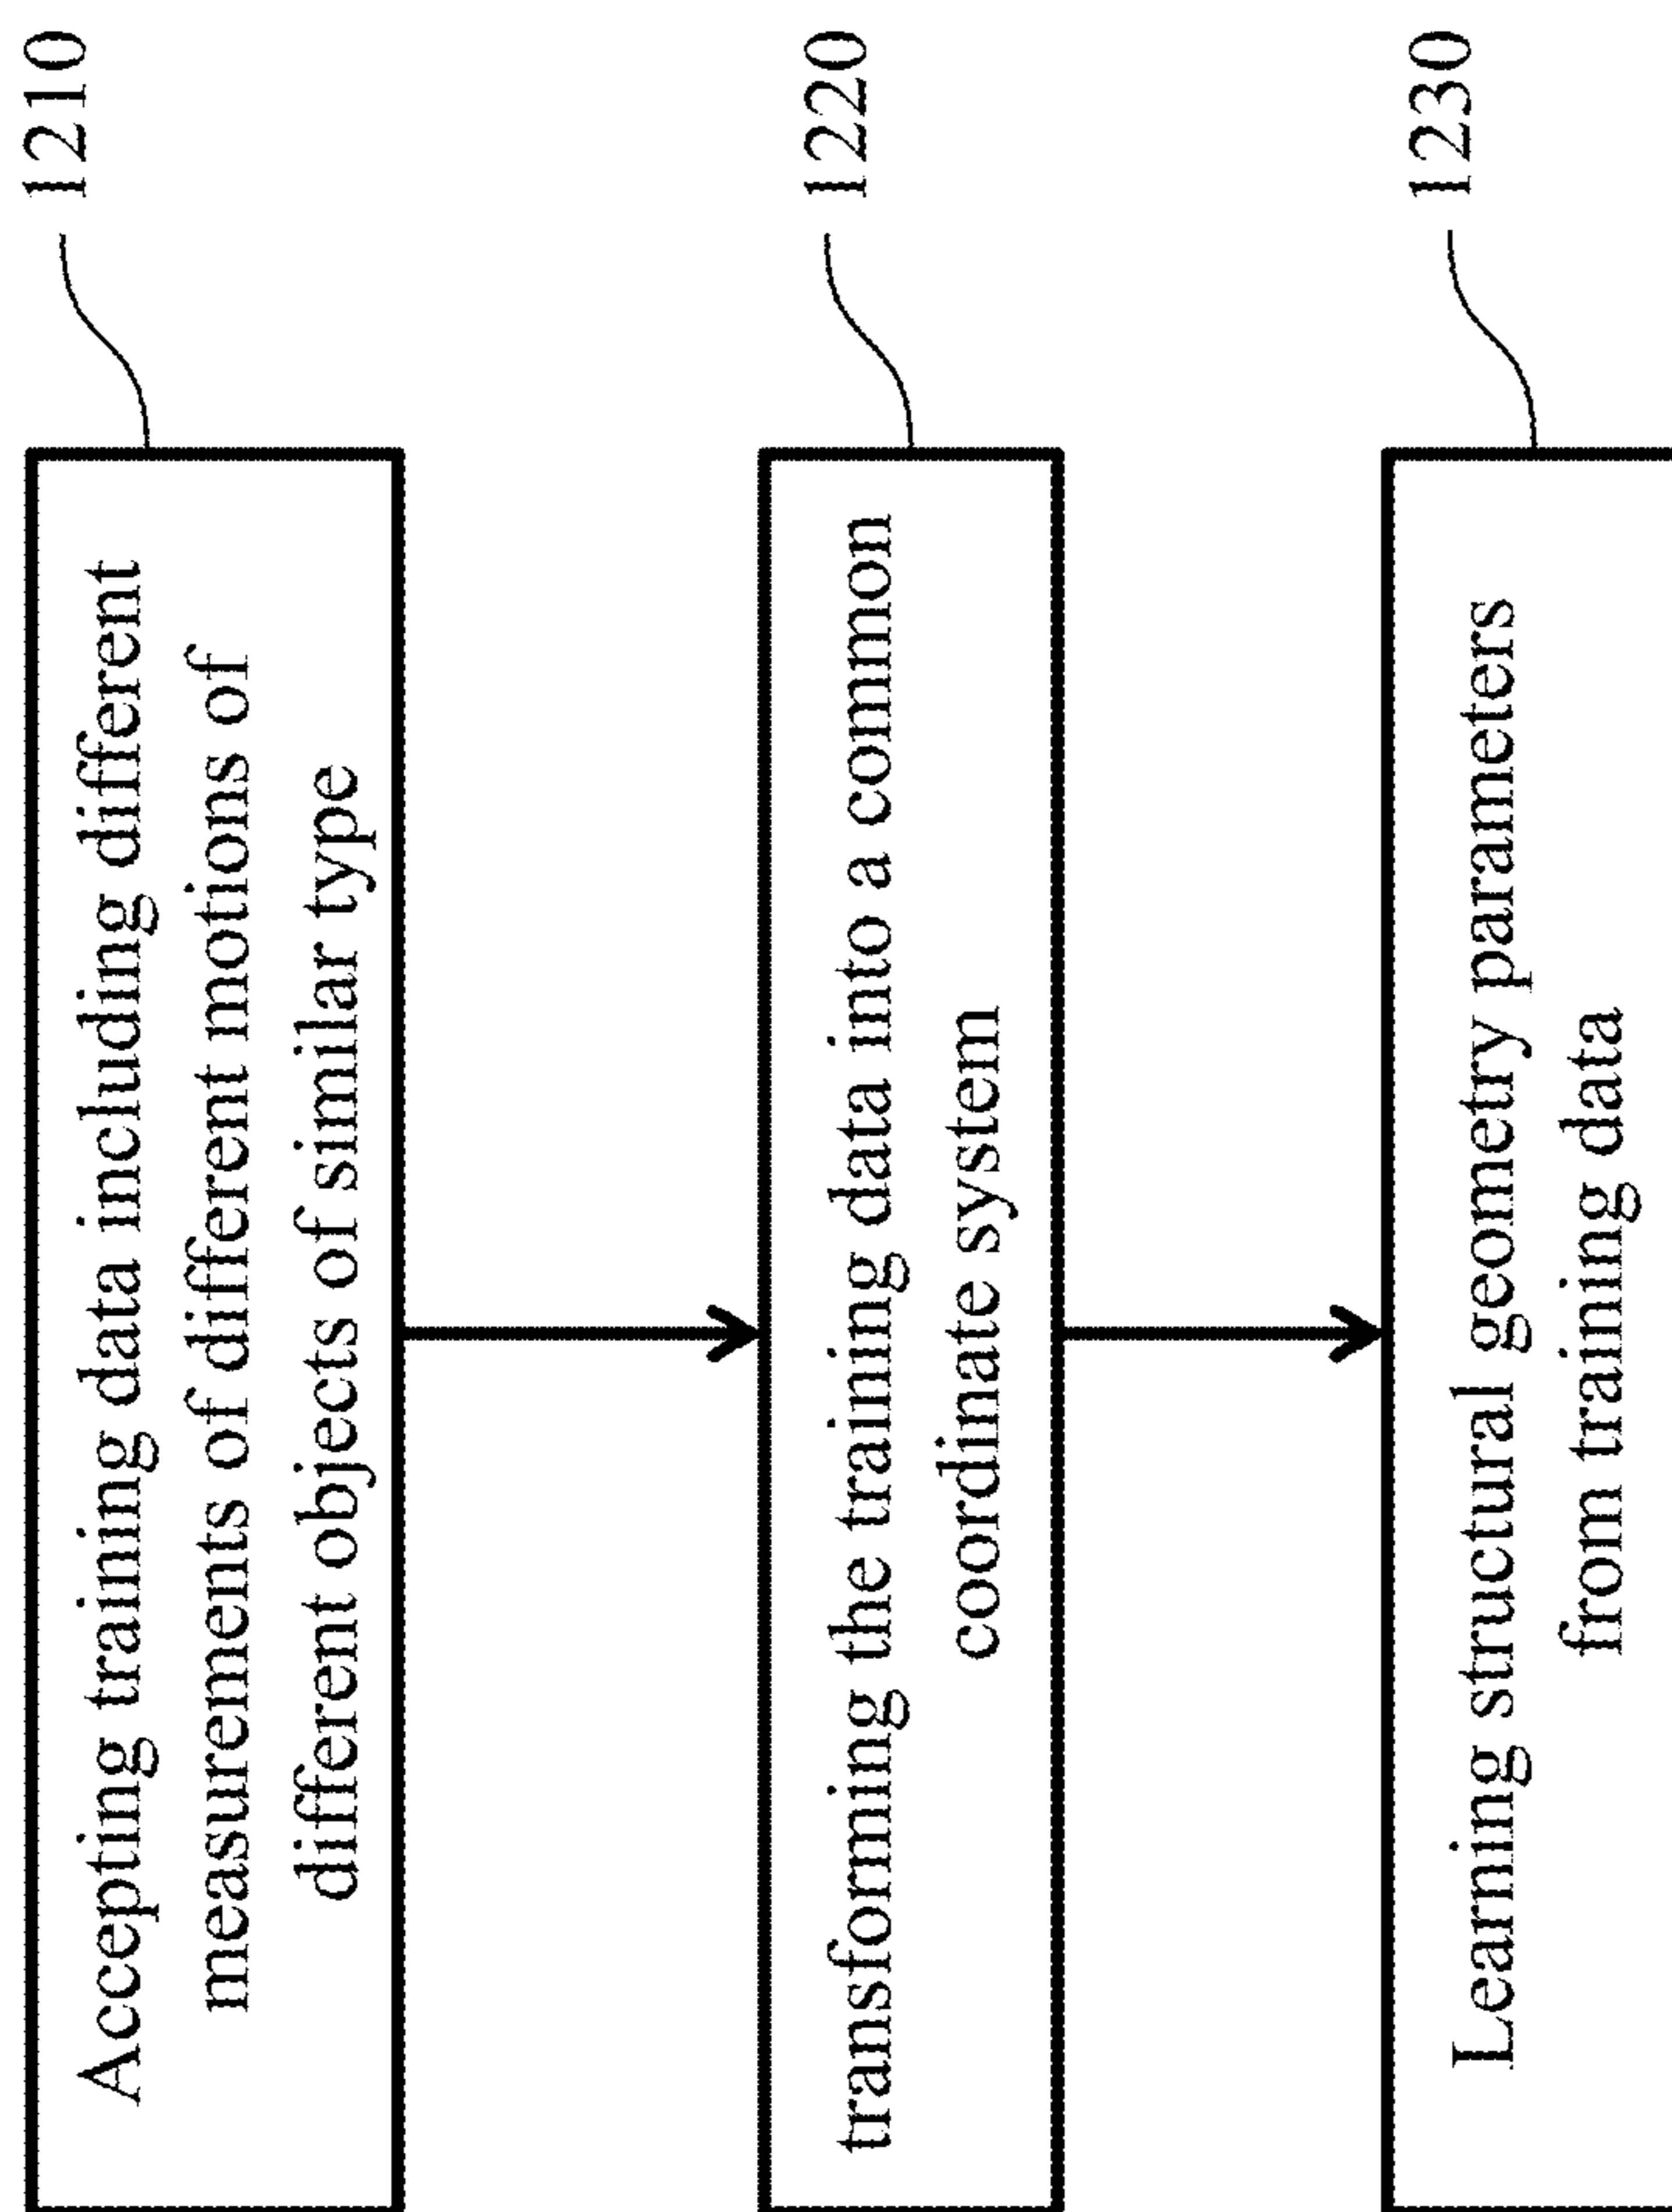 Accepting training data including different
measurements of different motions of
different objects of similar type
1210
transforming the training data into a common
coordinate system
1220
Learning structural geometry parameters
from training data
1230